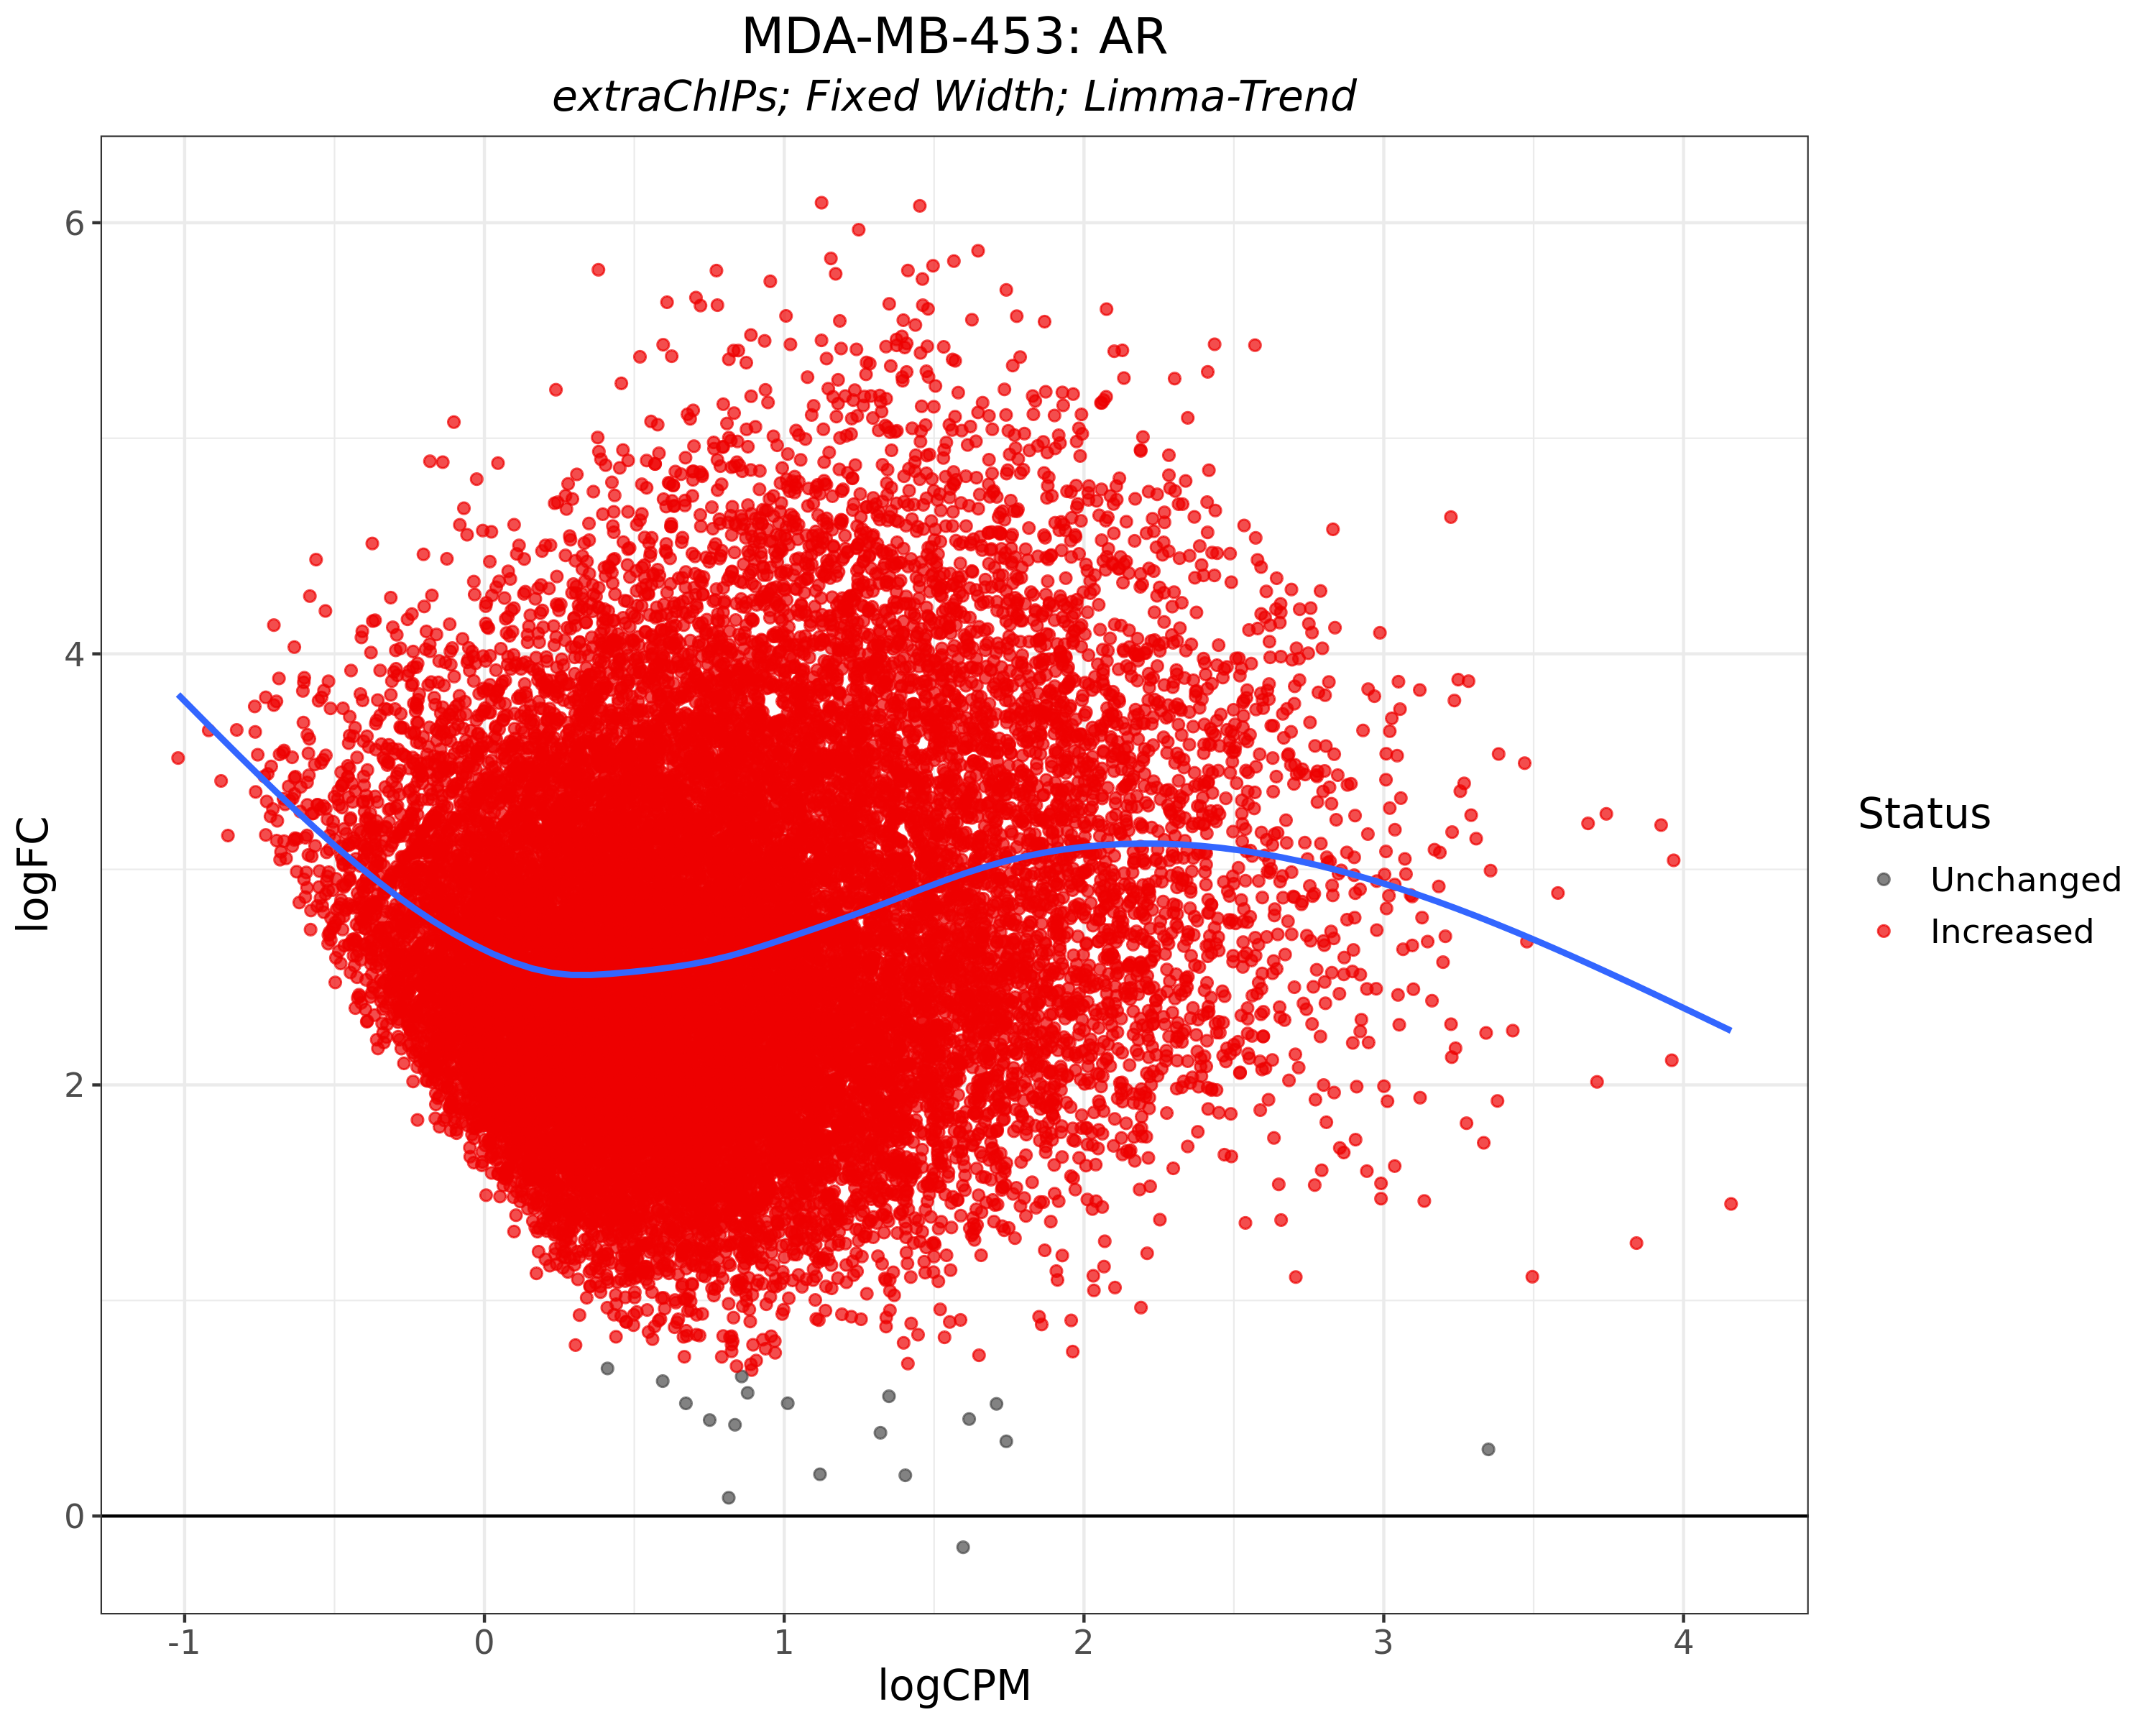 MDA-MB-453: AR
extraChIPs; Fixed Width; Limma-Trend
6
4
2
0
-1 0 1 2 3 4
logFC
logCPM
Status
Unchanged
Increased